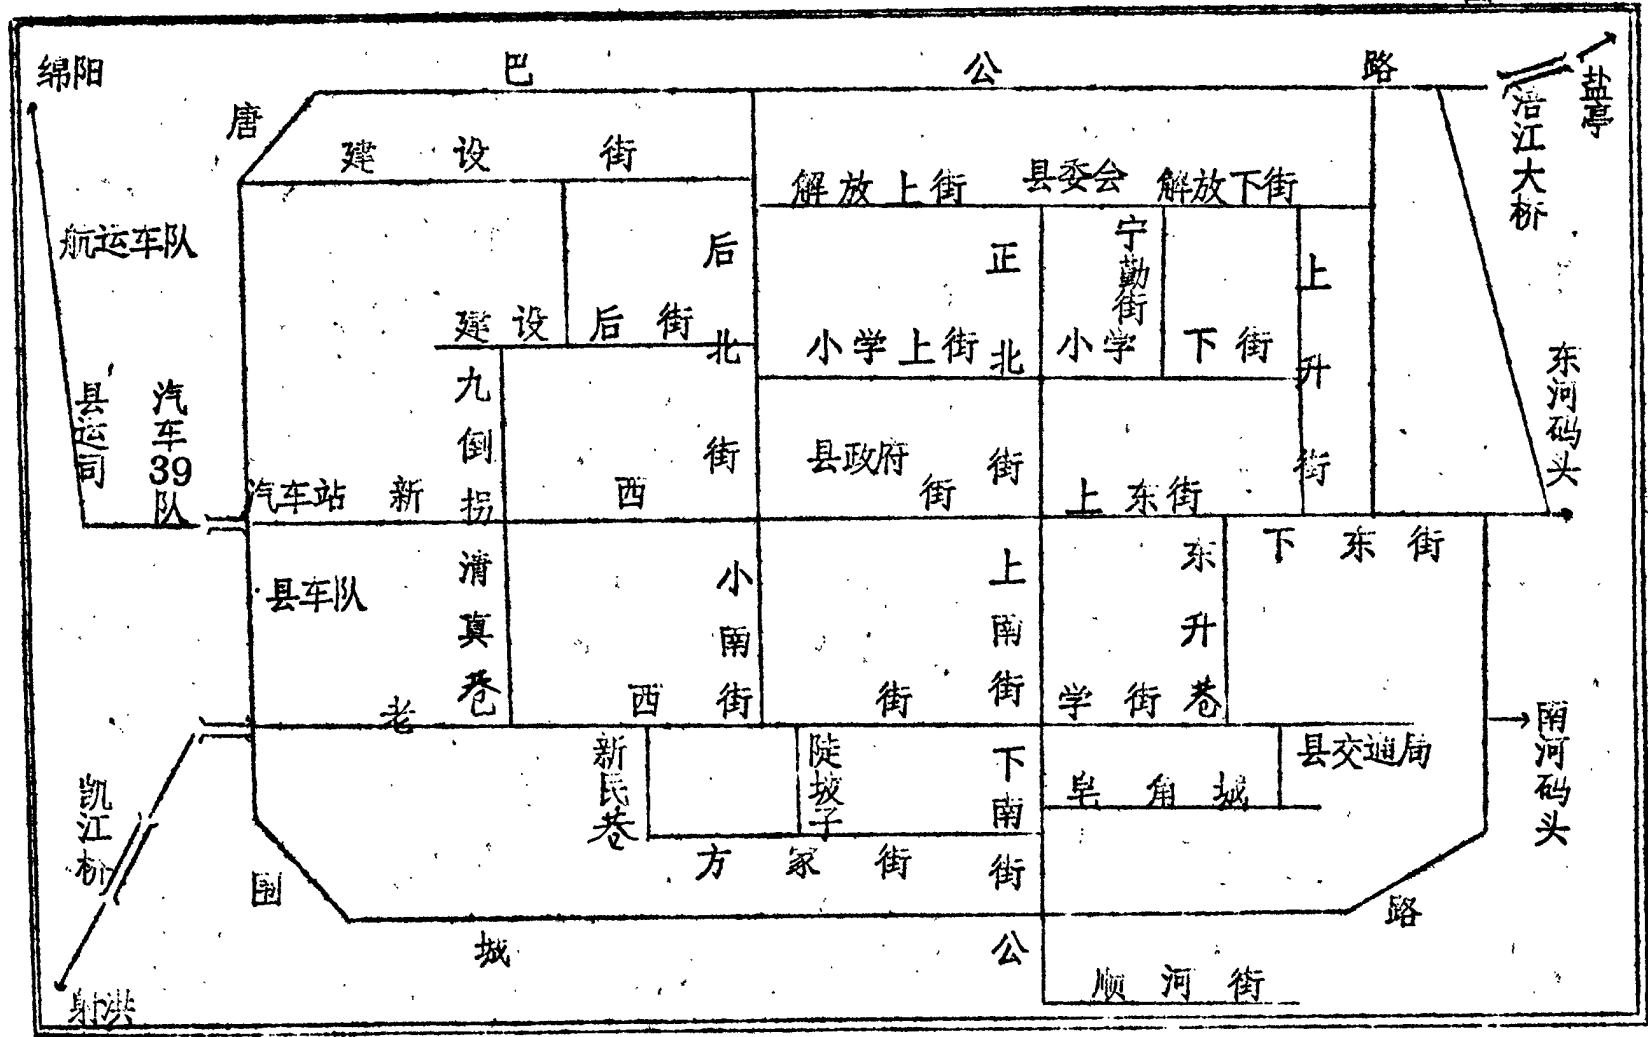 绵阳
唐巴公路
涪江大桥
盐亭
建设街
解放上街
县委会
解放下街
航运车队
后北街
正北街
宁勤街
上升街
建设后街
小学上街
小学下街
东河码头
县运司
汽车39队
九倒拐
县政府
汽车站
新西街
上东街
下东街
县车队
清真巷
小南街
上南街
东升巷
老西街
学街
南河码头
新民巷
陡坡子
下南街
皂角城
县交通局
凯江桥
方家街
围城公路
顺河街
射洪